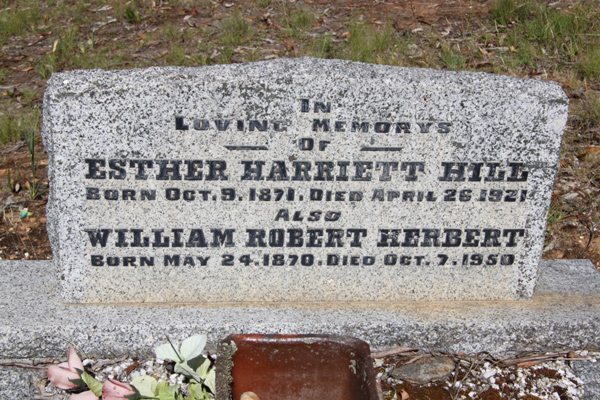 IN
LOVING MEMORYS
OF
ESTHER HARRIETT HILL
BORN OCT. 9. 1871. DIED APRIL 26 1921
ALSO
WILLIAM ROBERT HERBERT
BORN MAY 24. 1870. DIED OCT. 7. 1950.